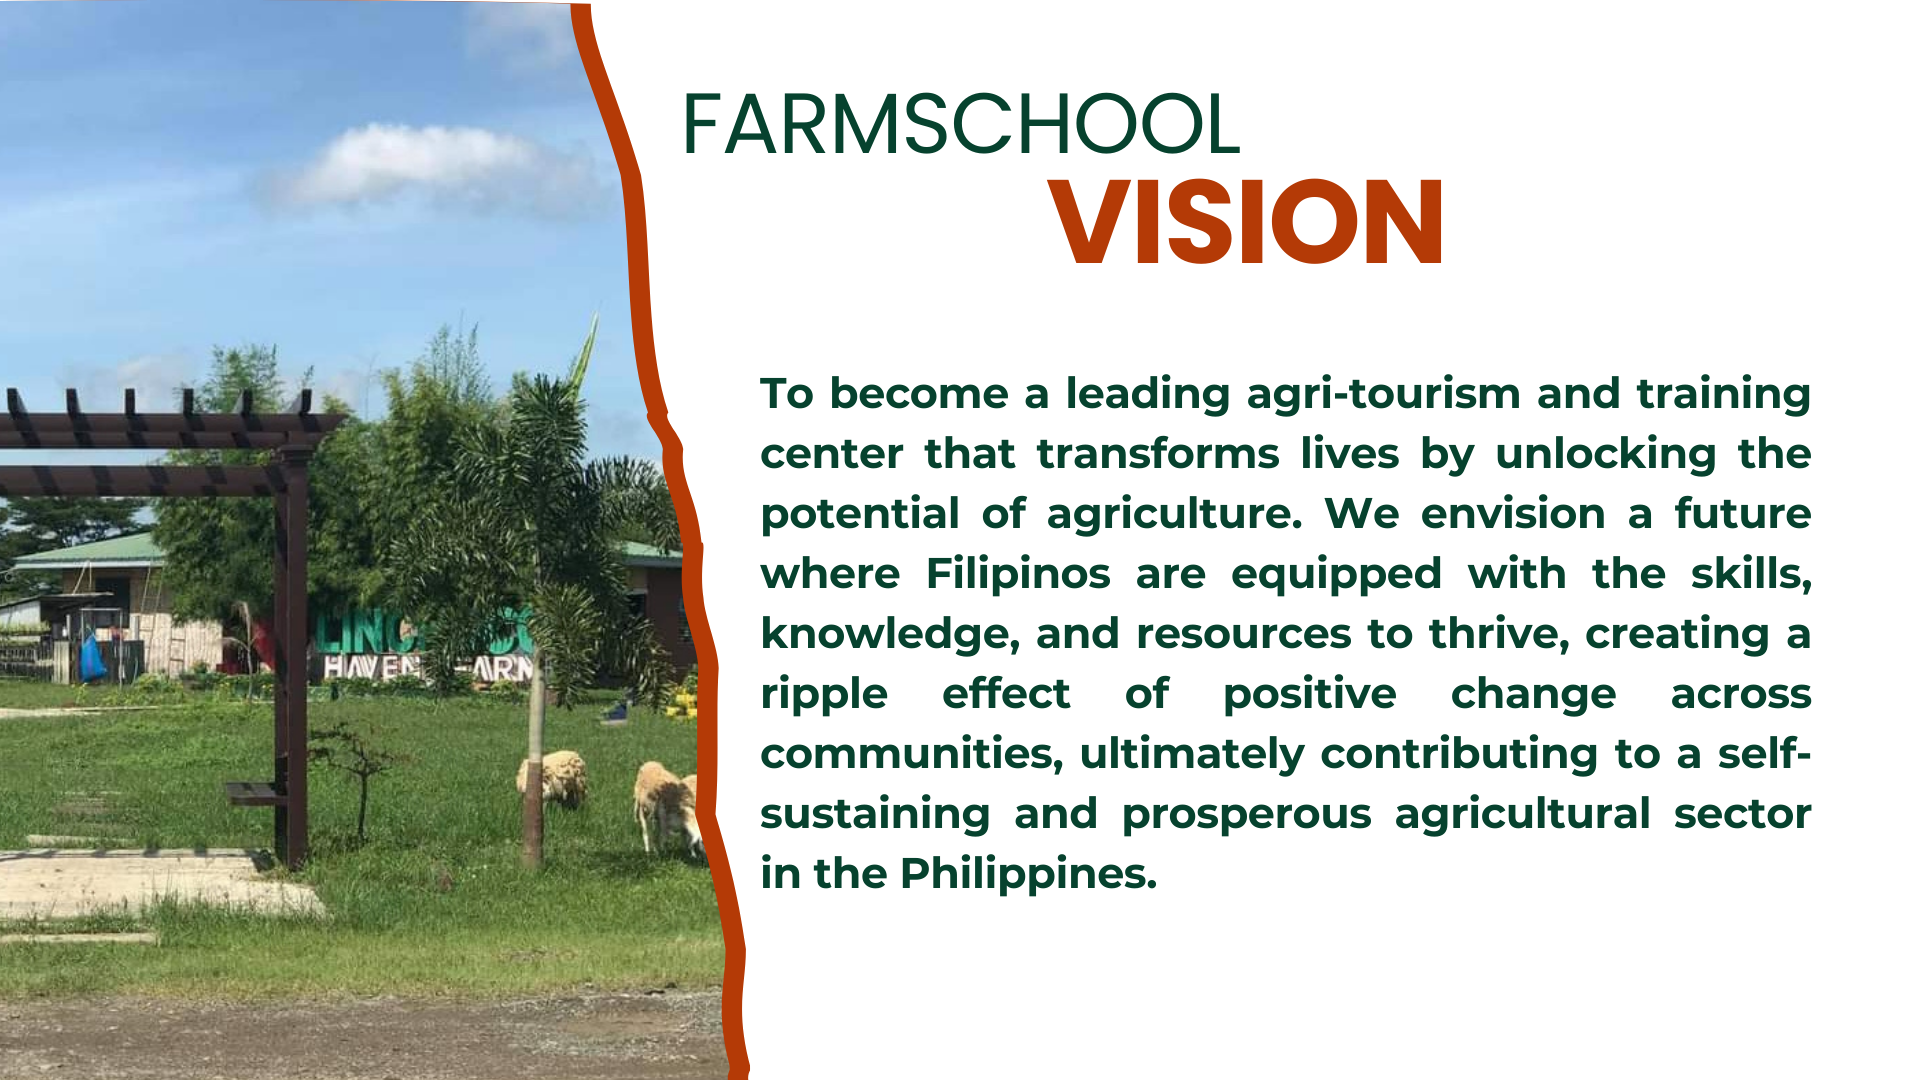 FARMSCHOOL
VISION
To become a leading agri-tourism and training
center that transforms lives by unlocking the
potential of agriculture. We envision a future
where Filipinos are equipped with the skills,
knowledge, and resources to thrive, creating a
ripple effect of positive change across
communities, ultimately contributing to a self-
sustaining and prosperous agricultural sector
in the Philippines.
HAVEN